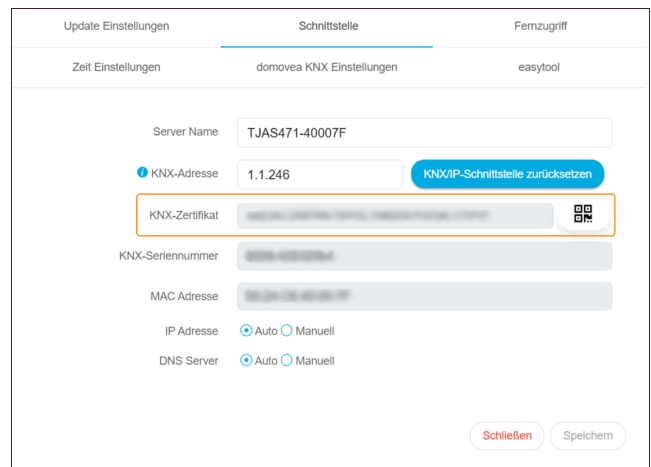 Update Einstellungen Schnittstelle Fernzugriff
Zeit Einstellungen domovea KNX Einstellungen easytool
Server Name TJAS471-40007F
KNX-Adresse 1.1.246 KNX/IP-Schnittstelle zurücksetzen
KNX-Zertifikat
KNX-Seriennummer
MAC Adresse
IP Adresse Auto Manuell
DNS Server Auto Manuell
Schließen Speichern